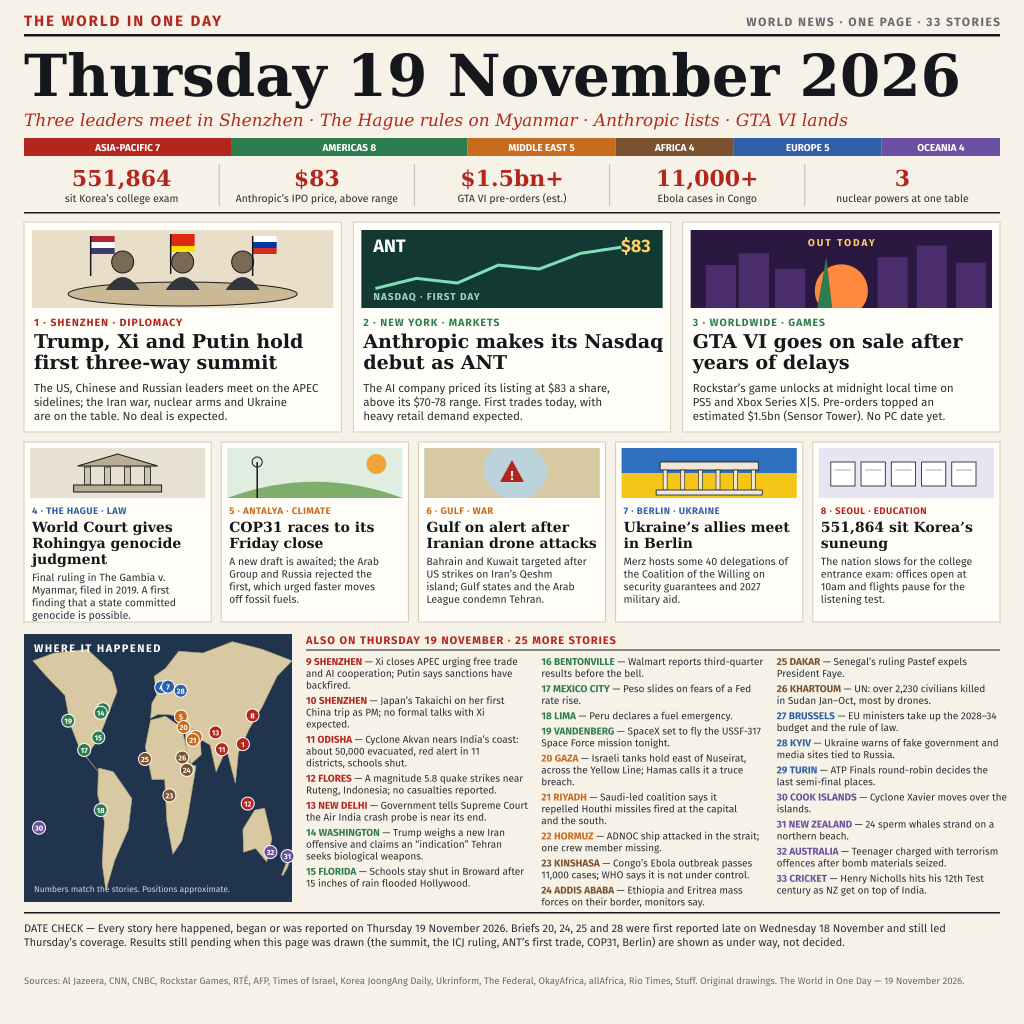 THE WORLD IN ONE DAY
WORLD NEWS · ONE PAGE · 33 STORIES
Thursday 19 November 2026
Three leaders meet in Shenzhen · The Hague rules on Myanmar · Anthropic lists · GTA VI lands
ASIA-PACIFIC 7
AMERICAS 8
MIDDLE EAST 5
AFRICA 4
EUROPE 5
OCEANIA 4
551,864
sit Korea's college exam
$83
Anthropic's IPO price, above range
$1.5bn+
GTA VI pre-orders (est.)
11,000+
Ebola cases in Congo
3
nuclear powers at one table
1 · SHENZHEN · DIPLOMACY
Trump, Xi and Putin hold
first three-way summit
The US, Chinese and Russian leaders meet on the APEC
sidelines; the Iran war, nuclear arms and Ukraine
are on the table. No deal is expected.
ANT
$83
NASDAQ · FIRST DAY
2 · NEW YORK · MARKETS
Anthropic makes its Nasdaq
debut as ANT
The AI company priced its listing at $83 a share,
above its $70-78 range. First trades today, with
heavy retail demand expected.
OUT TODAY
3 · WORLDWIDE · GAMES
GTA VI goes on sale after
years of delays
Rockstar's game unlocks at midnight local time on
PS5 and Xbox Series X|S. Pre-orders topped an
estimated $1.5bn (Sensor Tower). No PC date yet.
4 · THE HAGUE · LAW
World Court gives
Rohingya genocide
judgment
Final ruling in The Gambia v.
Myanmar, filed in 2019. A first
finding that a state committed
genocide is possible.
5 · ANTALYA · CLIMATE
COP31 races to its
Friday close
A new draft is awaited; the Arab
Group and Russia rejected the
first, which urged faster moves
off fossil fuels.
!
6 · GULF · WAR
Gulf on alert after
Iranian drone attacks
Bahrain and Kuwait targeted after
US strikes on Iran's Qeshm
island; Gulf states and the Arab
League condemn Tehran.
7 · BERLIN · UKRAINE
Ukraine's allies meet
in Berlin
Merz hosts some 40 delegations of
the Coalition of the Willing on
security guarantees and 2027
military aid.
8 · SEOUL · EDUCATION
551,864 sit Korea's
suneung
The nation slows for the college
entrance exam: offices open at
10am and flights pause for the
listening test.
WHERE IT HAPPENED
7
28
14
19
15
17
5
20
21
8
13
11
1
25
26
24
23
18
12
30
32
31
Numbers match the stories. Positions approximate.
ALSO ON THURSDAY 19 NOVEMBER · 25 MORE STORIES
9 SHENZHEN — Xi closes APEC urging free trade
and AI cooperation; Putin says sanctions have
backfired.
10 SHENZHEN — Japan's Takaichi on her first
China trip as PM; no formal talks with Xi
expected.
11 ODISHA — Cyclone Akvan nears India's coast:
about 50,000 evacuated, red alert in 11
districts, schools shut.
12 FLORES — A magnitude 5.8 quake strikes near
Ruteng, Indonesia; no casualties reported.
13 NEW DELHI — Government tells Supreme Court
the Air India crash probe is near its end.
14 WASHINGTON — Trump weighs a new Iran
offensive and claims an "indication" Tehran
seeks biological weapons.
15 FLORIDA — Schools stay shut in Broward after
15 inches of rain flooded Hollywood.
16 BENTONVILLE — Walmart reports third-quarter
results before the bell.
17 MEXICO CITY — Peso slides on fears of a Fed
rate rise.
18 LIMA — Peru declares a fuel emergency.
19 VANDENBERG — SpaceX set to fly the USSF-317
Space Force mission tonight.
20 GAZA — Israeli tanks hold east of Nuseirat,
across the Yellow Line; Hamas calls it a truce
breach.
21 RIYADH — Saudi-led coalition says it
repelled Houthi missiles fired at the capital
and the south.
22 HORMUZ — ADNOC ship attacked in the strait;
one crew member missing.
23 KINSHASA — Congo's Ebola outbreak passes
11,000 cases; WHO says it is not under control.
24 ADDIS ABABA — Ethiopia and Eritrea mass
forces on their border, monitors say.
25 DAKAR — Senegal's ruling Pastef expels
President Faye.
26 KHARTOUM — UN: over 2,230 civilians killed
in Sudan Jan–Oct, most by drones.
27 BRUSSELS — EU ministers take up the 2028–34
budget and the rule of law.
28 KYIV — Ukraine warns of fake government and
media sites tied to Russia.
29 TURIN — ATP Finals round-robin decides the
last semi-final places.
30 COOK ISLANDS — Cyclone Xavier moves over the
islands.
31 NEW ZEALAND — 24 sperm whales strand on a
northern beach.
32 AUSTRALIA — Teenager charged with terrorism
offences after bomb materials seized.
33 CRICKET — Henry Nicholls hits his 12th Test
century as NZ get on top of India.
DATE CHECK — Every story here happened, began or was reported on Thursday 19 November 2026. Briefs 20, 24, 25 and 28 were first reported late on Wednesday 18 November and still led
Thursday's coverage. Results still pending when this page was drawn (the summit, the ICJ ruling, ANT's first trade, COP31, Berlin) are shown as under way, not decided.
Sources: Al Jazeera, CNN, CNBC, Rockstar Games, RTÉ, AFP, Times of Israel, Korea JoongAng Daily, Ukrinform, The Federal, OkayAfrica, allAfrica, Rio Times, Stuff. Original drawings. The World in One Day — 19 November 2026.